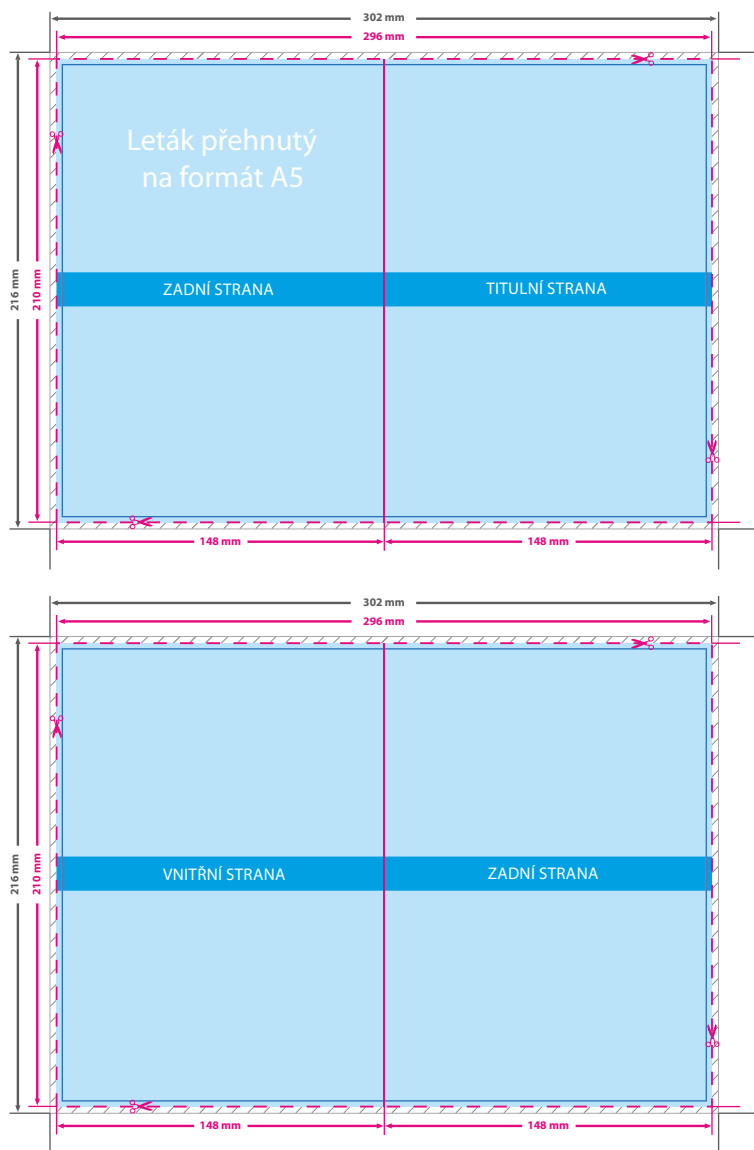 302 mm
296 mm
Leták přehnutý
na formát A5
216 mm
210 mm
ZADNÍ STRANA
TITULNÍ STRANA
148 mm
148 mm
302 mm
296 mm
216 mm
210 mm
VNITŘNÍ STRANA
ZADNÍ STRANA
148 mm
148 mm